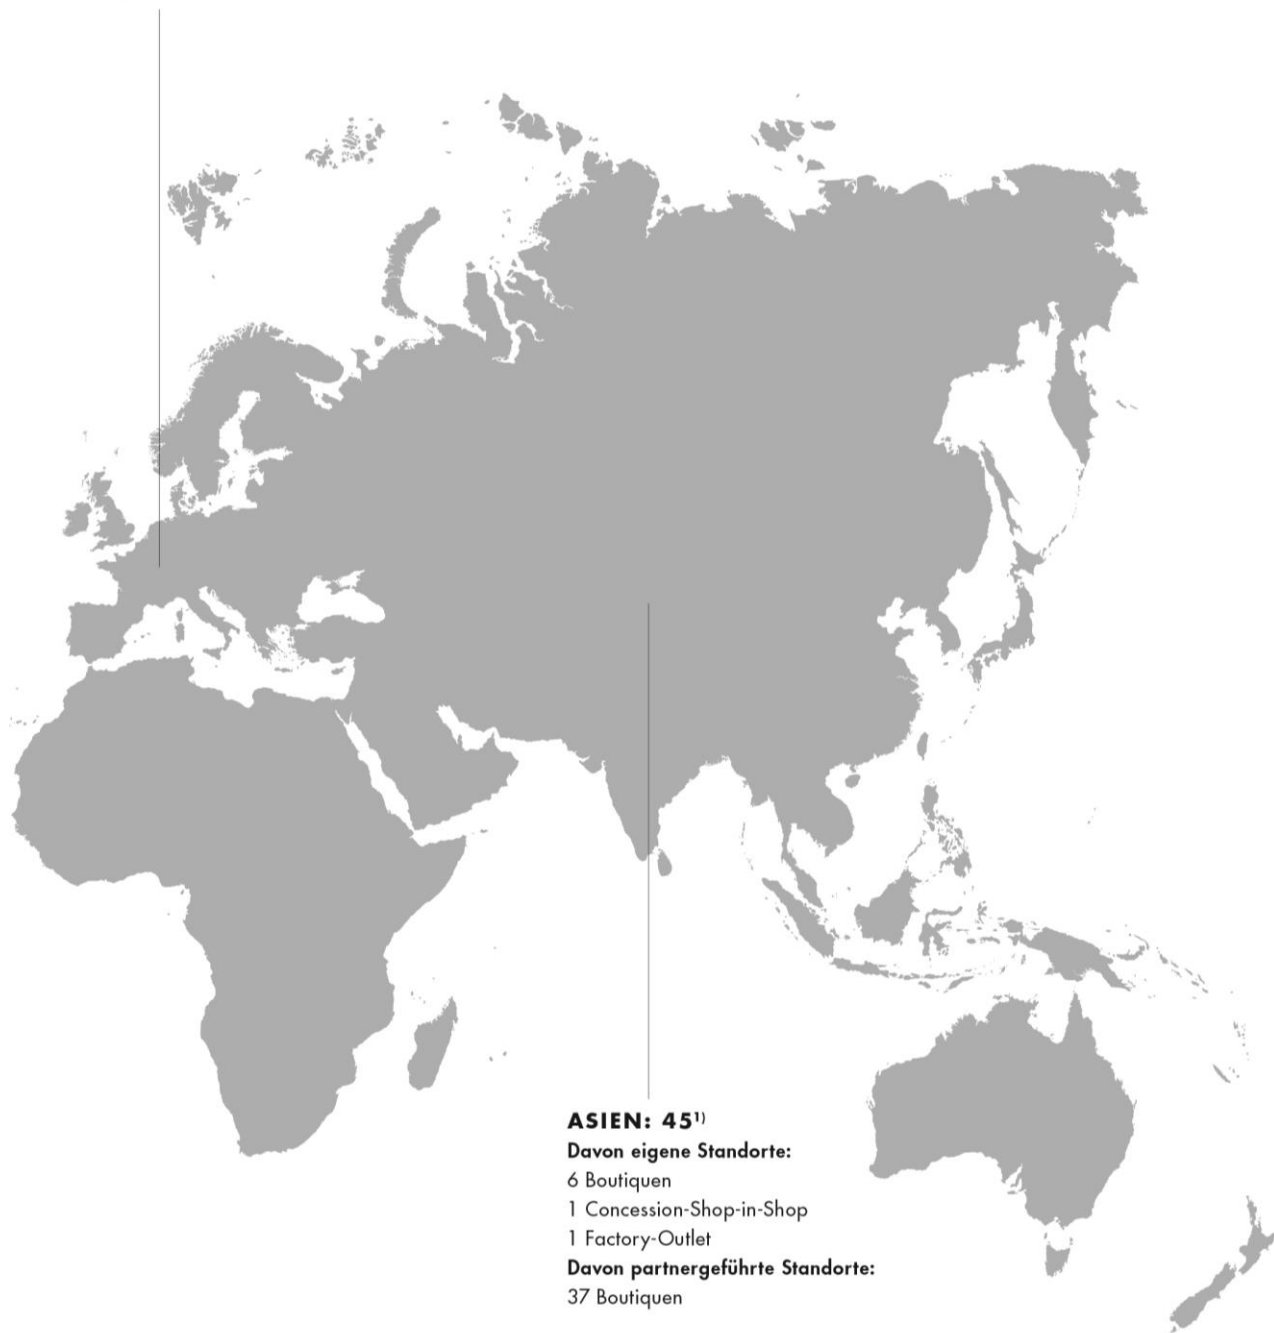 ASIEN: 45¹⁾
Davon eigene Standorte:
6 Boutiquen
1 Concession-Shop-in-Shop
1 Factory-Outlet
Davon partnergeführte Standorte:
37 Boutiquen